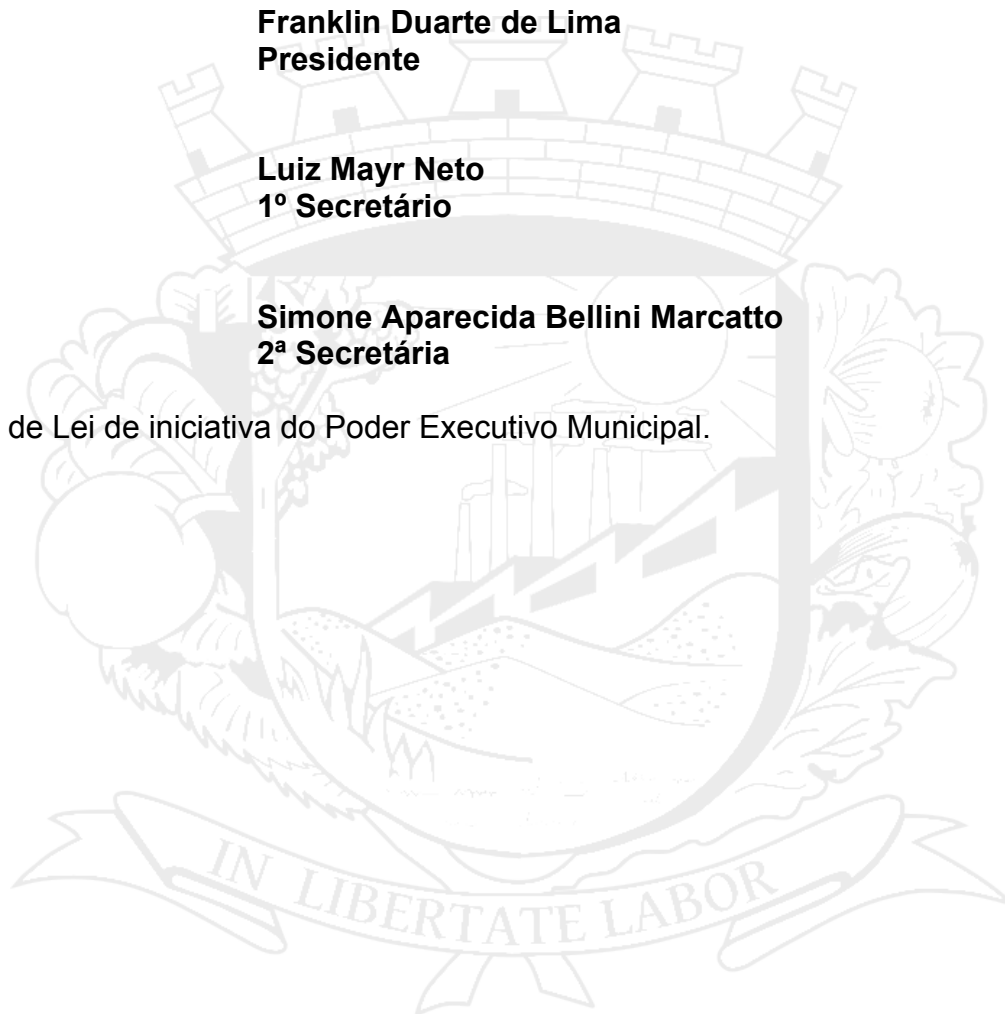 Franklin Duarte de Lima
Presidente
Luiz Mayr Neto
1º Secretário
Simone Aparecida Bellini Marcatto
2ª Secretária
de Lei de iniciativa do Poder Executivo Municipal.
IN LIBERTATE LABOR